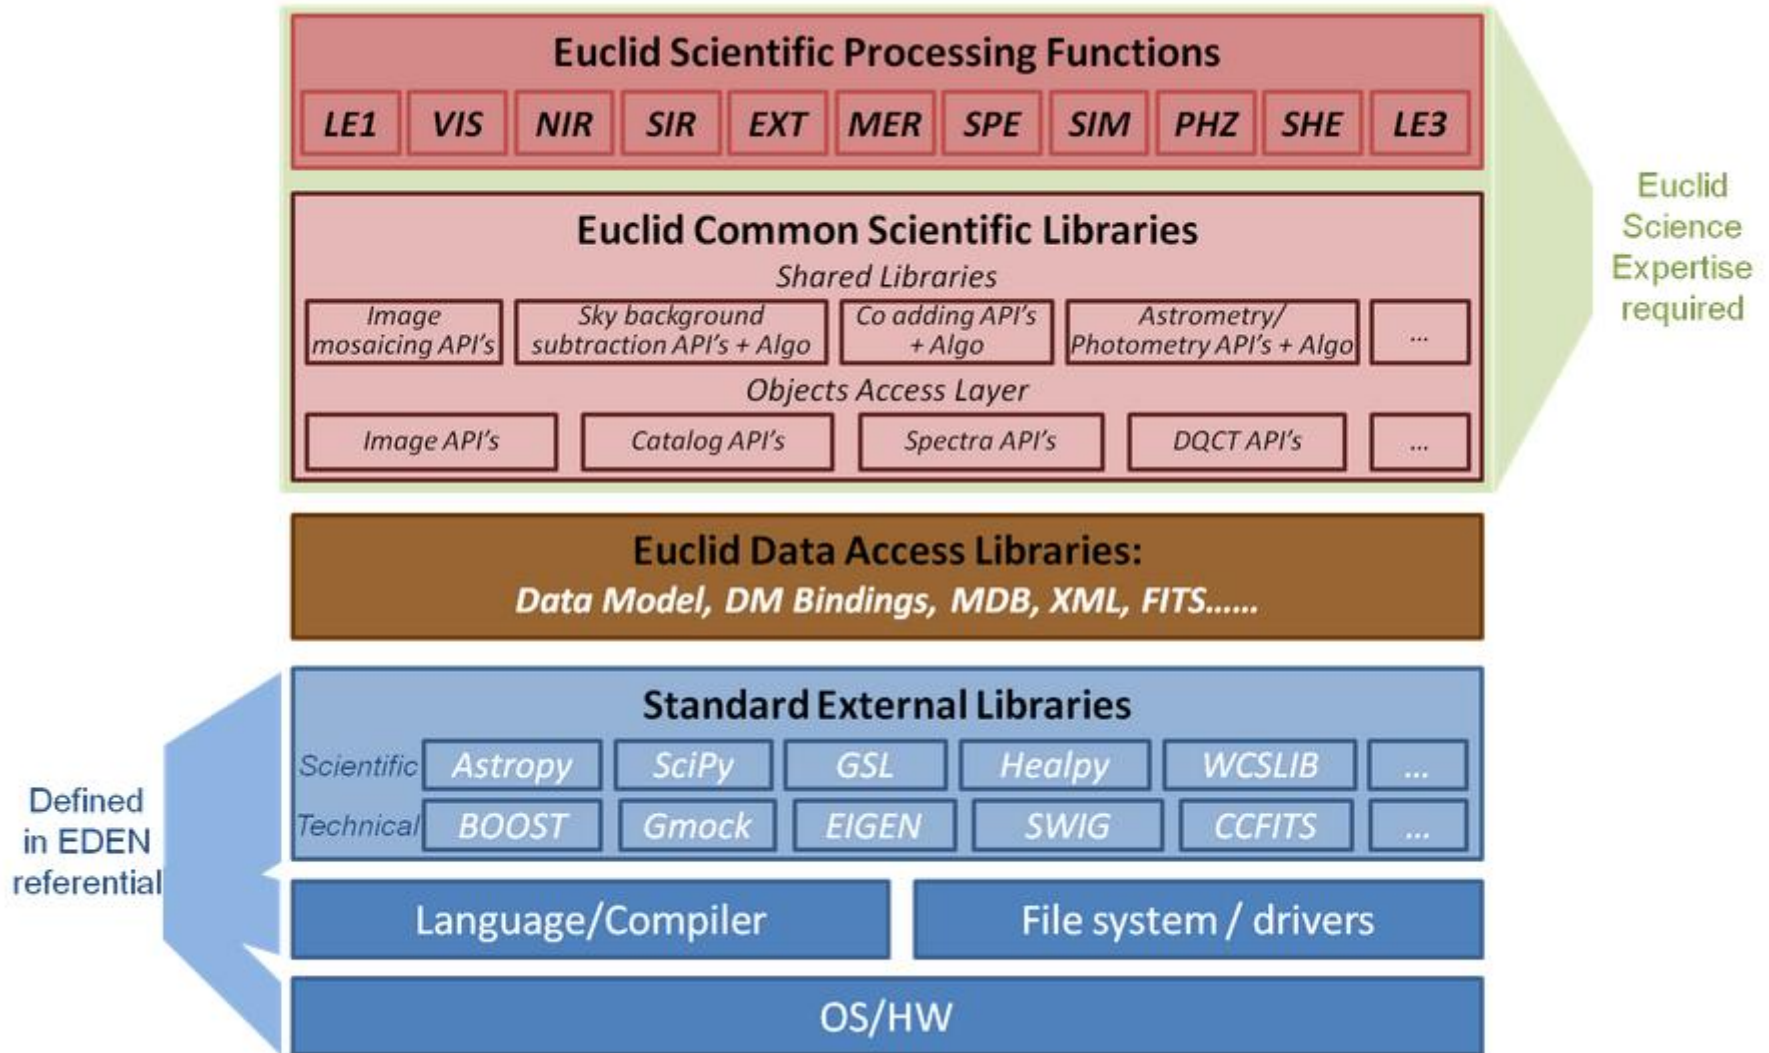 Euclid Scientific Processing Functions
LE1 VIS NIR SIR EXT MER SPE SIM PHZ SHE LE3
Euclid Common Scientific Libraries
Shared Libraries
Image
mosaicing API's
Sky background
subtraction API's + Algo
Co adding API's
+ Algo
Astrometry/
Photometry API's + Algo
...
Objects Access Layer
Image API's
Catalog API's
Spectra API's
DQCT API's
...
Euclid
Science
Expertise
required
Euclid Data Access Libraries:
Data Model, DM Bindings, MDB, XML, FITS......
Standard External Libraries
Scientific Astropy SciPy GSL Healpy WCSLIB ...
Technical BOOST Gmock EIGEN SWIG CCFITS ...
Defined
in EDEN
referential
Language/Compiler
File system / drivers
OS/HW